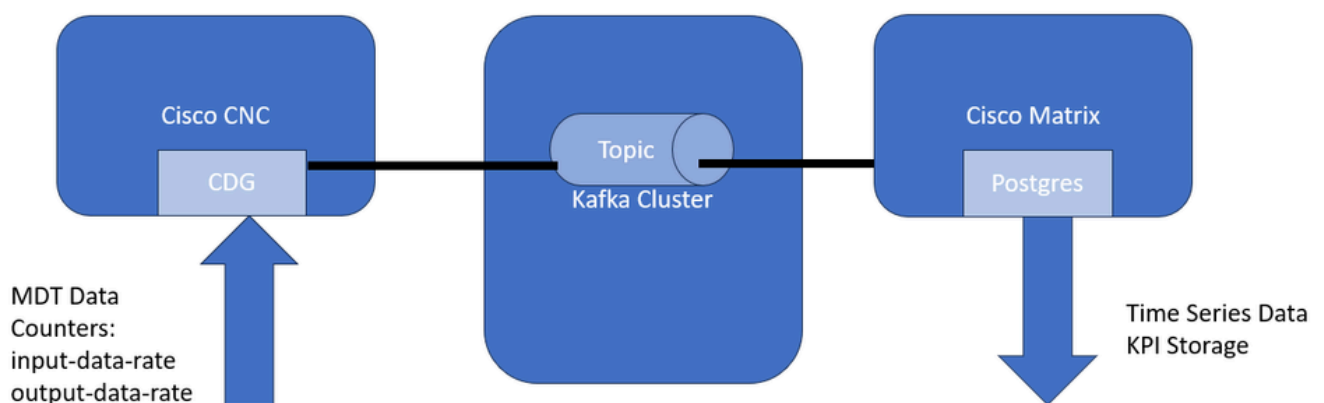 Cisco CNC
CDG
MDT Data
Counters:
input-data-rate
output-data-rate
Topic
Kafka Cluster
Cisco Matrix
Postgres
Time Series Data
KPI Storage